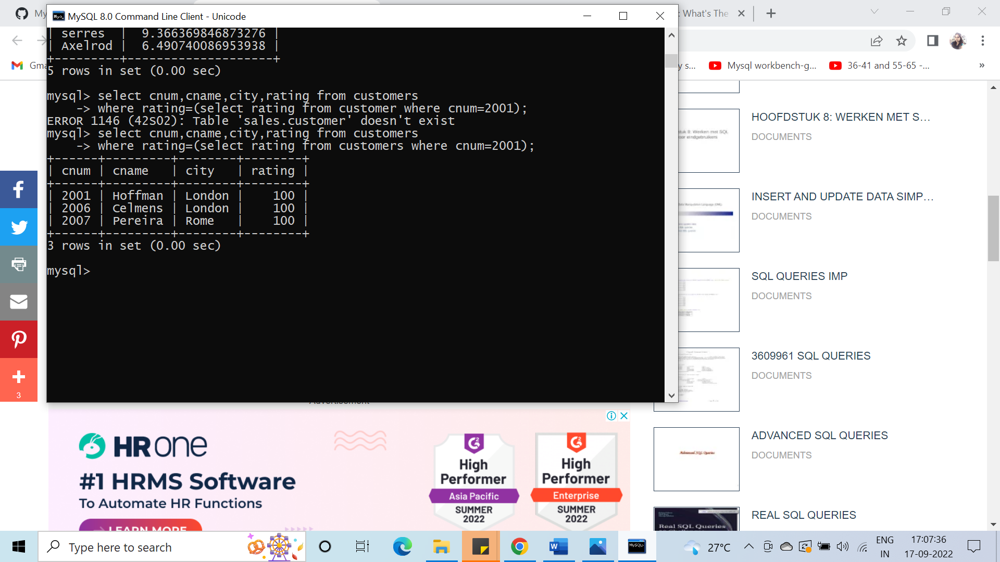 My
MySQL 8.0 Command Line Client - Unicode
: What's The
Gma
y s...
Mysql workbench-g...
36-41 and 55-65 -...
»
| serres  |  9.366369846873276 |
| Axelrod |  6.490740086953938 |
+---------+--------------------+
5 rows in set (0.00 sec)
mysql> select cnum,cname,city,rating from customers
    -> where rating=(select rating from customer where cnum=2001);
ERROR 1146 (42S02): Table 'sales.customer' doesn't exist
mysql> select cnum,cname,city,rating from customers
    -> where rating=(select rating from customers where cnum=2001);
+------+---------+--------+--------+
| cnum | cname   | city   | rating |
+------+---------+--------+--------+
| 2001 | Hoffman | London |    100 |
| 2006 | Celmens | London |    100 |
| 2007 | Pereira | Rome   |    100 |
+------+---------+--------+--------+
3 rows in set (0.00 sec)
mysql>
3
HOOFDSTUK 8: WERKEN MET S...
DOCUMENTS
INSERT AND UPDATE DATA SIMP...
DOCUMENTS
SQL QUERIES IMP
DOCUMENTS
3609961 SQL QUERIES
DOCUMENTS
Advanced SQL Queries
ADVANCED SQL QUERIES
DOCUMENTS
Real SQL Queries
REAL SQL QUERIES
Advertisement
HR one
#1 HRMS Software
To Automate HR Functions
LEARN MORE
High
Performer
Asia Pacific
SUMMER
2022
High
Performer
Enterprise
SUMMER
2022
Type here to search
27°C
ENG
IN
17:07:36
17-09-2022